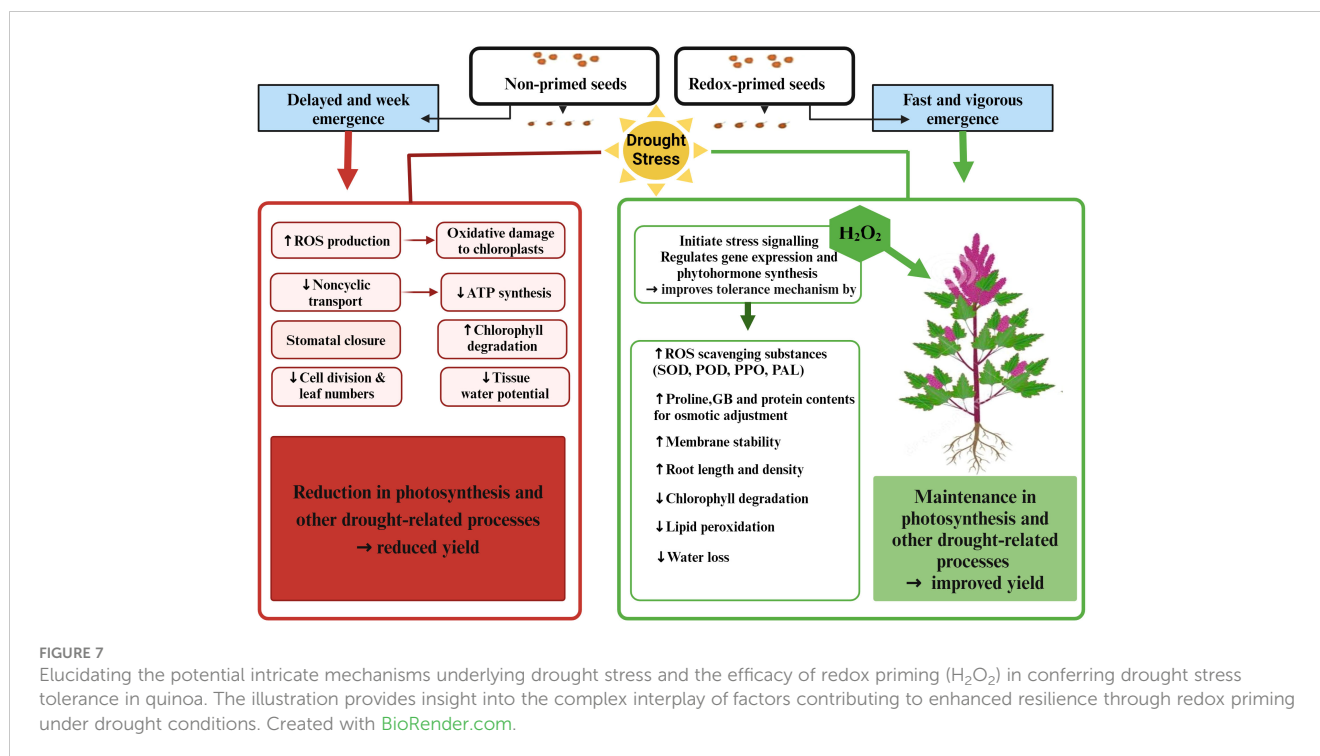 Non-primed seeds
Redox-primed seeds
Delayed and week
emergence
Fast and vigorous
emergence
Drought
Stress
↑ROS production
Oxidative damage
to chloroplasts
↓Noncyclic
transport
↓ATP synthesis
Stomatal closure
↑Chlorophyll
degradation
↓Cell division &
leaf numbers
↓Tissue
water potential
Reduction in photosynthesis and
other drought-related processes
→ reduced yield
H₂O₂
Initiate stress signalling
Regulates gene expression and
phytohormone synthesis
→ improves tolerance mechanism by
↑ROS scavenging substances
(SOD, POD, PPO, PAL)
↑Proline,GB and protein contents
for osmotic adjustment
↑Membrane stability
↑Root length and density
↓Chlorophyll degradation
↓Lipid peroxidation
↓Water loss
Maintenance in
photosynthesis and
other drought-related
processes
→ improved yield
FIGURE 7
Elucidating the potential intricate mechanisms underlying drought stress and the efficacy of redox priming (H₂O₂) in conferring drought stress
tolerance in quinoa. The illustration provides insight into the complex interplay of factors contributing to enhanced resilience through redox priming
under drought conditions. Created with BioRender.com.